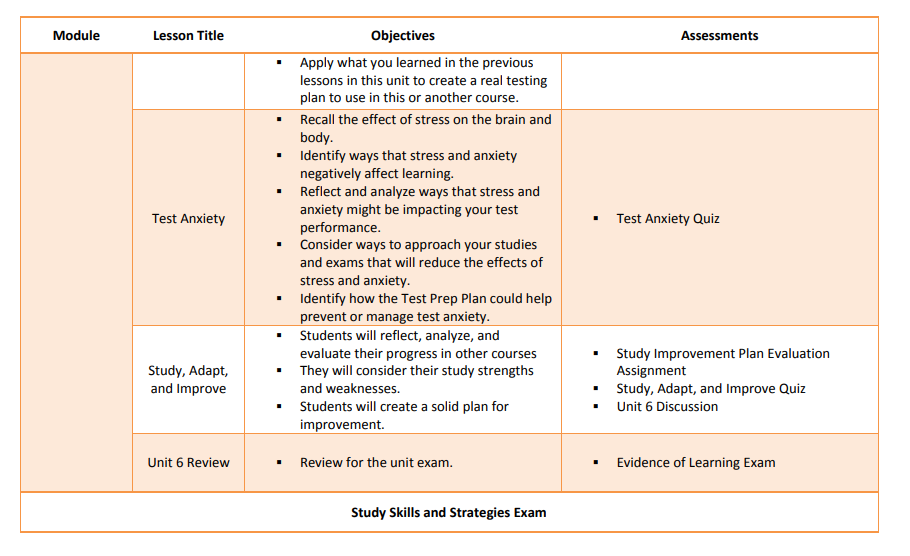 Module Lesson Title Objectives Assessments
▪ Apply what you learned in the previous
lessons in this unit to create a real testing
plan to use in this or another course.
Test Anxiety
▪ Recall the effect of stress on the brain and
body.
▪ Identify ways that stress and anxiety
negatively affect learning.
▪ Reflect and analyze ways that stress and
anxiety might be impacting your test
performance.
▪ Consider ways to approach your studies
and exams that will reduce the effects of
stress and anxiety.
▪ Identify how the Test Prep Plan could help
prevent or manage test anxiety.
▪ Test Anxiety Quiz
Study, Adapt,
and Improve
▪ Students will reflect, analyze, and
evaluate their progress in other courses
▪ They will consider their study strengths
and weaknesses.
▪ Students will create a solid plan for
improvement.
▪ Study Improvement Plan Evaluation
Assignment
▪ Study, Adapt, and Improve Quiz
▪ Unit 6 Discussion
Unit 6 Review
▪ Review for the unit exam.
▪ Evidence of Learning Exam
Study Skills and Strategies Exam